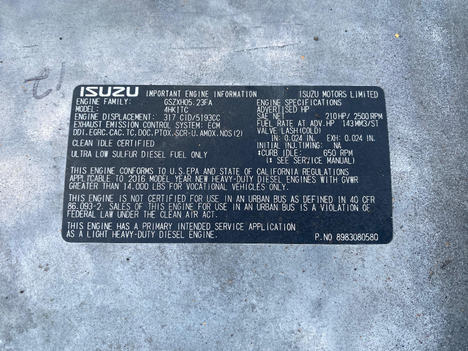 12
ISUZU IMPORTANT ENGINE INFORMATION ISUZU MOTORS LIMITED
ENGINE FAMILY: GSZXH05.23FA ENGINE SPECIFICATIONS
MODEL: 4HK1TC ADVERTISED HP
ENGINE DISPLACEMENT: 317 CID/5193CC SAE NET 210HP/2500RPM
EXHAUST EMISSION CONTROL SYSTEM: ECM FUEL RATE AT ADV.HP 143MM3/ST
DDI.EGRC.CAC.TC.DOC.PTOX.SCR-U.AMOX.NOS(2) VALVE LASH(COLD)
IN: 0.024 IN. EXH: 0.024 IN.
CLEAN IDLE CERTIFIED INITIAL INJ.TIMING: NA
*CURB IDLE: 650 RPM
ULTRA LOW SULFUR DIESEL FUEL ONLY (* SEE SERVICE MANUAL)
THIS ENGINE CONFORMS TO U.S.EPA AND STATE OF CALIFORNIA REGULATIONS
APPLICABLE TO 2016 MODEL YEAR NEW HEAVY-DUTY DIESEL ENGINES WITH GVWR
GREATER THAN 14,000 LBS FOR VOCATIONAL VEHICLES ONLY.
THIS ENGINE IS NOT CERTIFIED FOR USE IN AN URBAN BUS AS DEFINED IN 40 CFR
86.093-2. SALES OF THIS ENGINE FOR USE IN AN URBAN BUS IS A VIOLATION OF
FEDERAL LAW UNDER THE CLEAN AIR ACT.
THIS ENGINE HAS A PRIMARY INTENDED SERVICE APPLICATION
AS A LIGHT HEAVY-DUTY DIESEL ENGINE. P.NO 8983080580